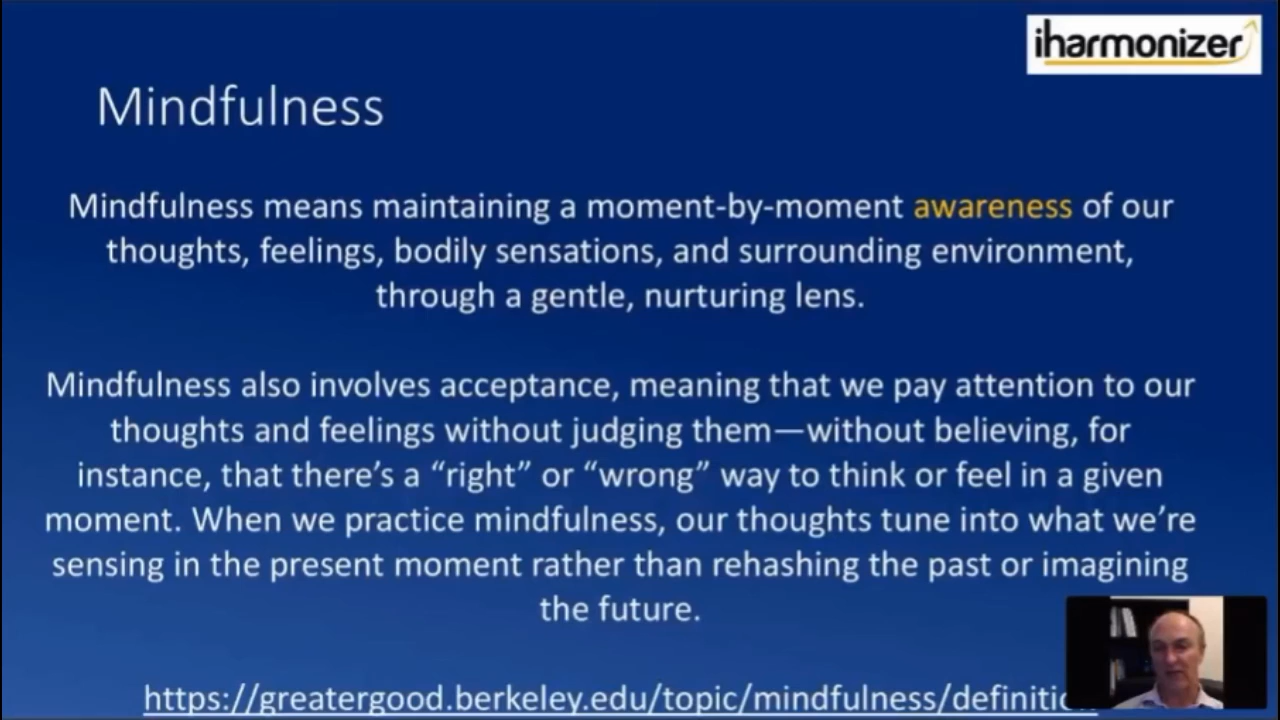 iharmonizer
Mindfulness
Mindfulness means maintaining a moment-by-moment awareness of our
thoughts, feelings, bodily sensations, and surrounding environment,
through a gentle, nurturing lens.
Mindfulness also involves acceptance, meaning that we pay attention to our
thoughts and feelings without judging them—without believing, for
instance, that there’s a “right” or “wrong” way to think or feel in a given
moment. When we practice mindfulness, our thoughts tune into what we’re
sensing in the present moment rather than rehashing the past or imagining
the future.
https://greatergood.berkeley.edu/topic/mindfulness/definitio